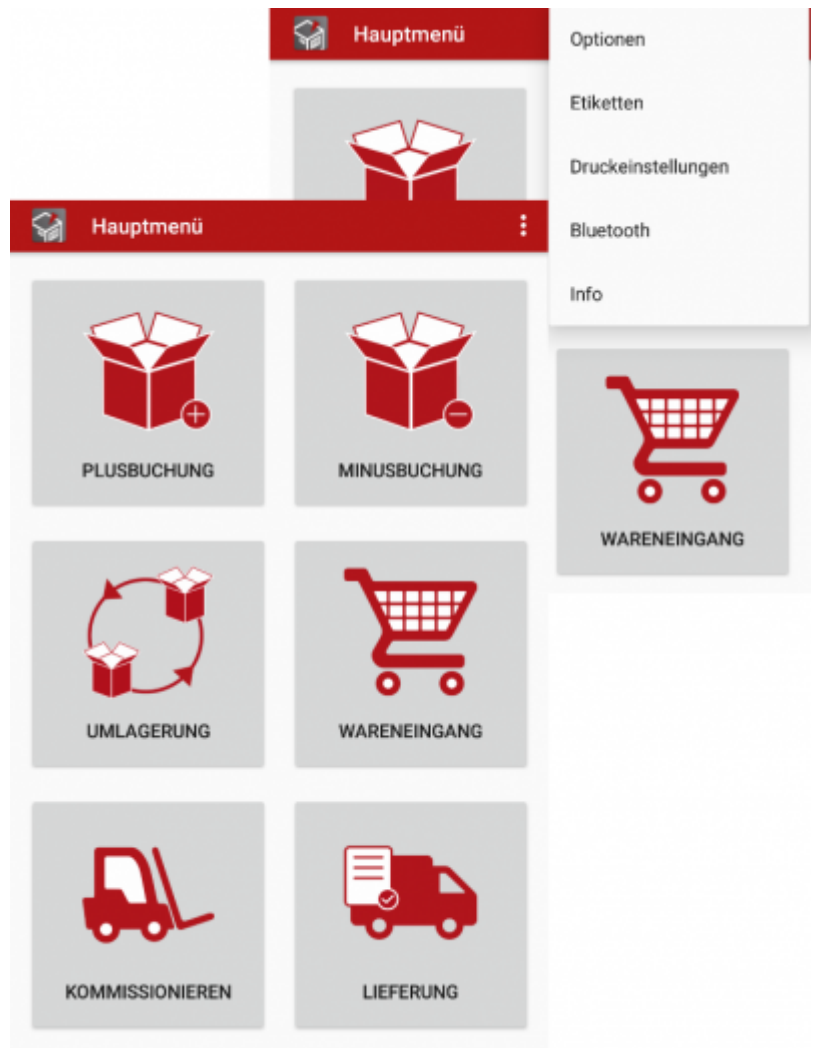 Hauptmenü
Optionen
Etiketten
Druckeinstellungen
Bluetooth
Info
WARENEINGANG
Hauptmenü
PLUSBUCHUNG
MINUSBUCHUNG
UMLAGERUNG
WARENEINGANG
KOMMISSIONIEREN
LIEFERUNG